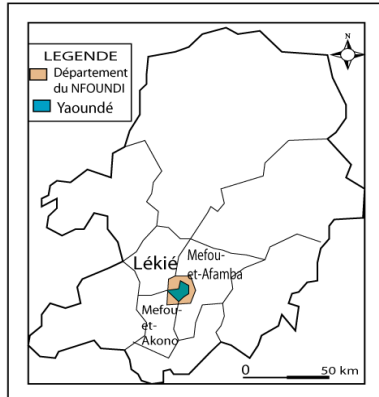 N
LEGENDE
Département
du NFOUNDI
Yaoundé
Lékié
Mefou-
et-Afamba
Mefou-
et-
Akono
0 50 km